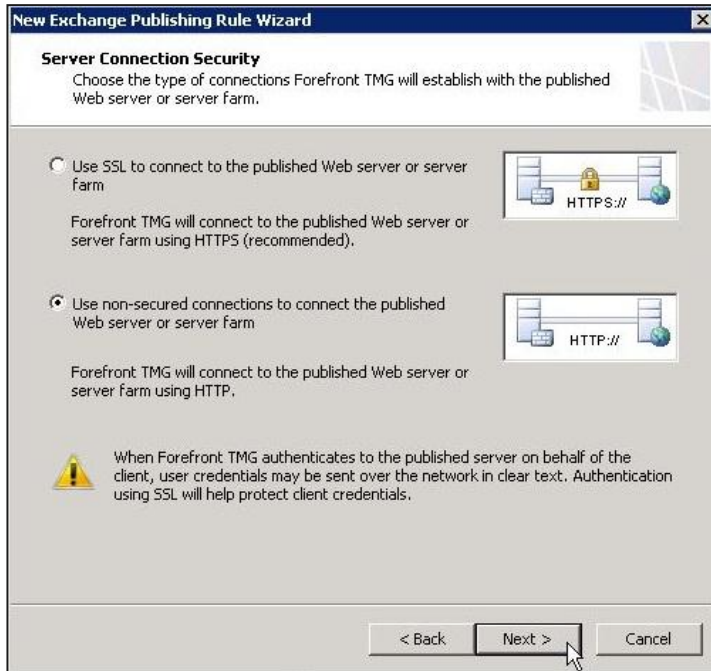 New Exchange Publishing Rule Wizard
Server Connection Security
Choose the type of connections Forefront TMG will establish with the published
Web server or server farm.
Use SSL to connect to the published Web server or server
farm
HTTPS://
Forefront TMG will connect to the published Web server or
server farm using HTTPS (recommended).
Use non-secured connections to connect the published
Web server or server farm
HTTP://
Forefront TMG will connect to the published Web server or
server farm using HTTP.
When Forefront TMG authenticates to the published server on behalf of the
client, user credentials may be sent over the network in clear text. Authentication
using SSL will help protect client credentials.
< Back
Next >
Cancel